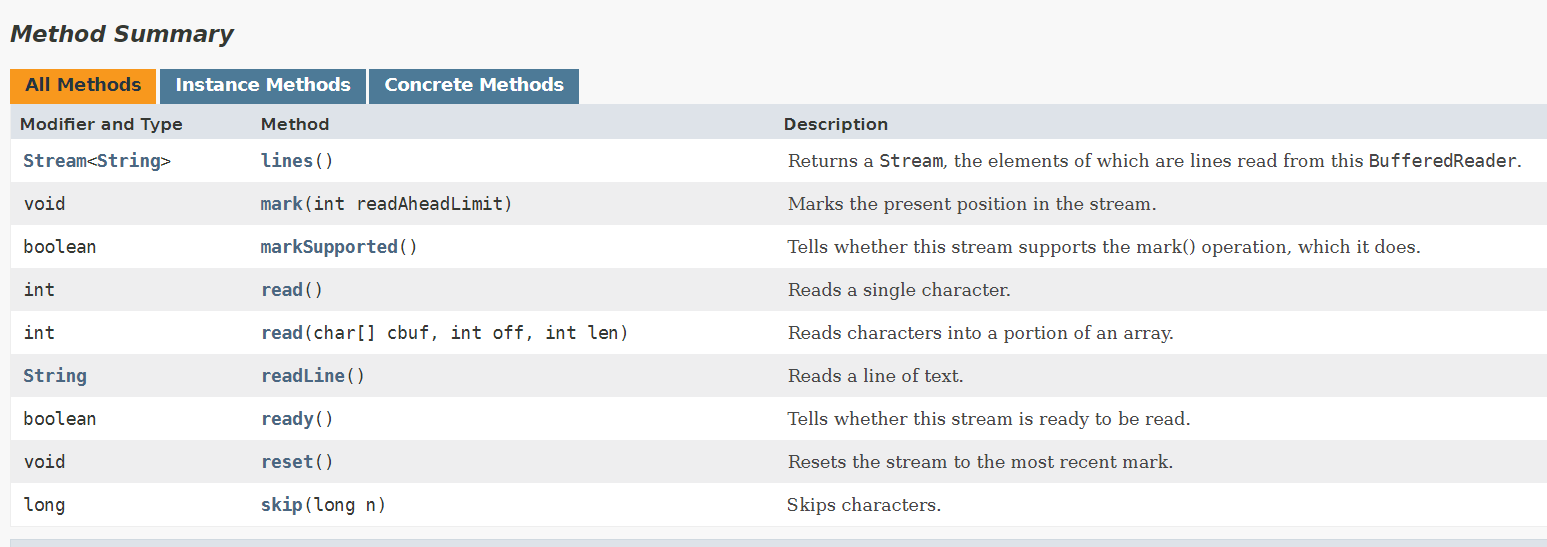 Method Summary
All Methods Instance Methods Concrete Methods
Modifier and Type Method Description
Stream<String> lines() Returns a Stream, the elements of which are lines read from this BufferedReader.
void mark(int readAheadLimit) Marks the present position in the stream.
boolean markSupported() Tells whether this stream supports the mark() operation, which it does.
int read() Reads a single character.
int read(char[] cbuf, int off, int len) Reads characters into a portion of an array.
String readLine() Reads a line of text.
boolean ready() Tells whether this stream is ready to be read.
void reset() Resets the stream to the most recent mark.
long skip(long n) Skips characters.